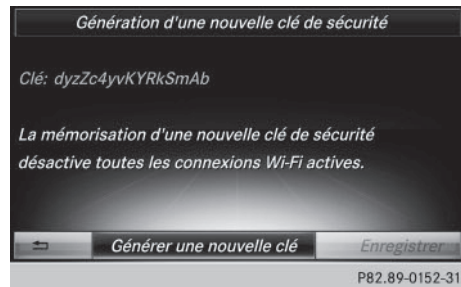 Génération d'une nouvelle clé de sécurité
Clé: dyzZc4yvKYRkSmAb
La mémorisation d'une nouvelle clé de sécurité
désactive toutes les connexions Wi-Fi actives.
Générer une nouvelle clé
Enregistrer
P82.89-0152-31